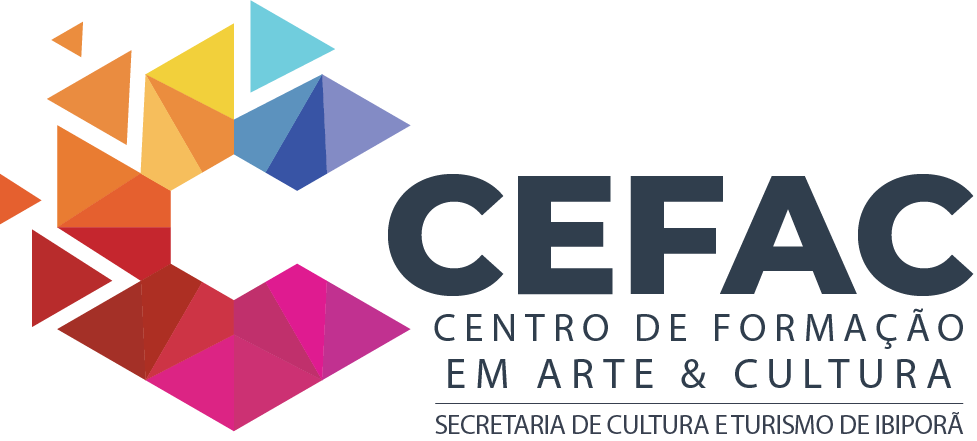 CEFAC
CENTRO DE FORMAÇÃO
EM ARTE & CULTURA
SECRETARIA DE CULTURA E TURISMO DE IBIPORÃ